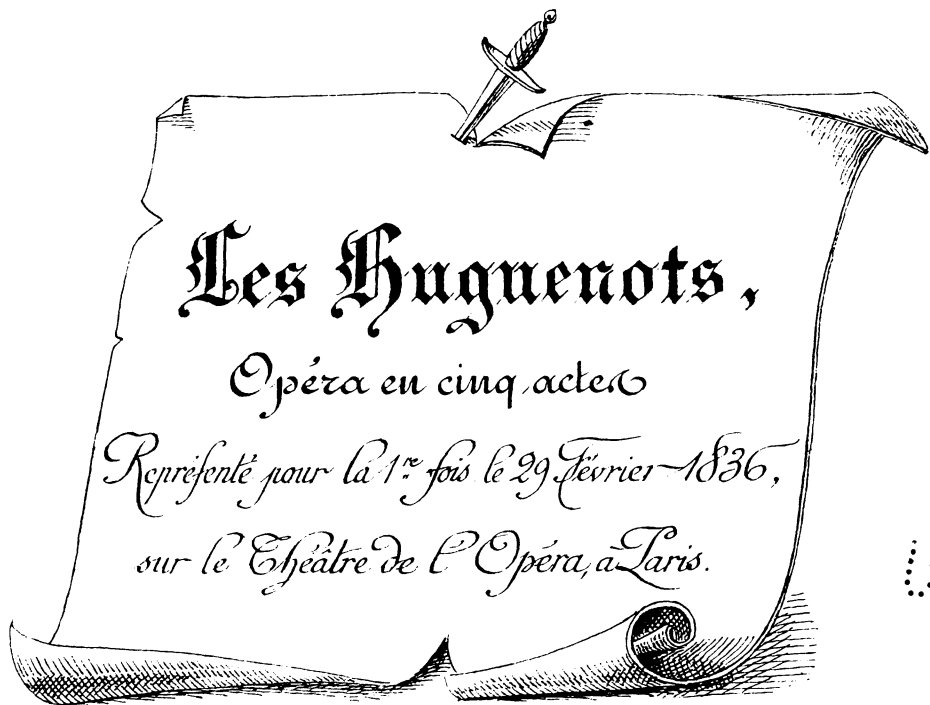 Les Huguenots,
Opéra en cinq actes
Représenté pour la 1re fois le 29 Février 1836,
sur le Théâtre de l'Opéra, à Paris.